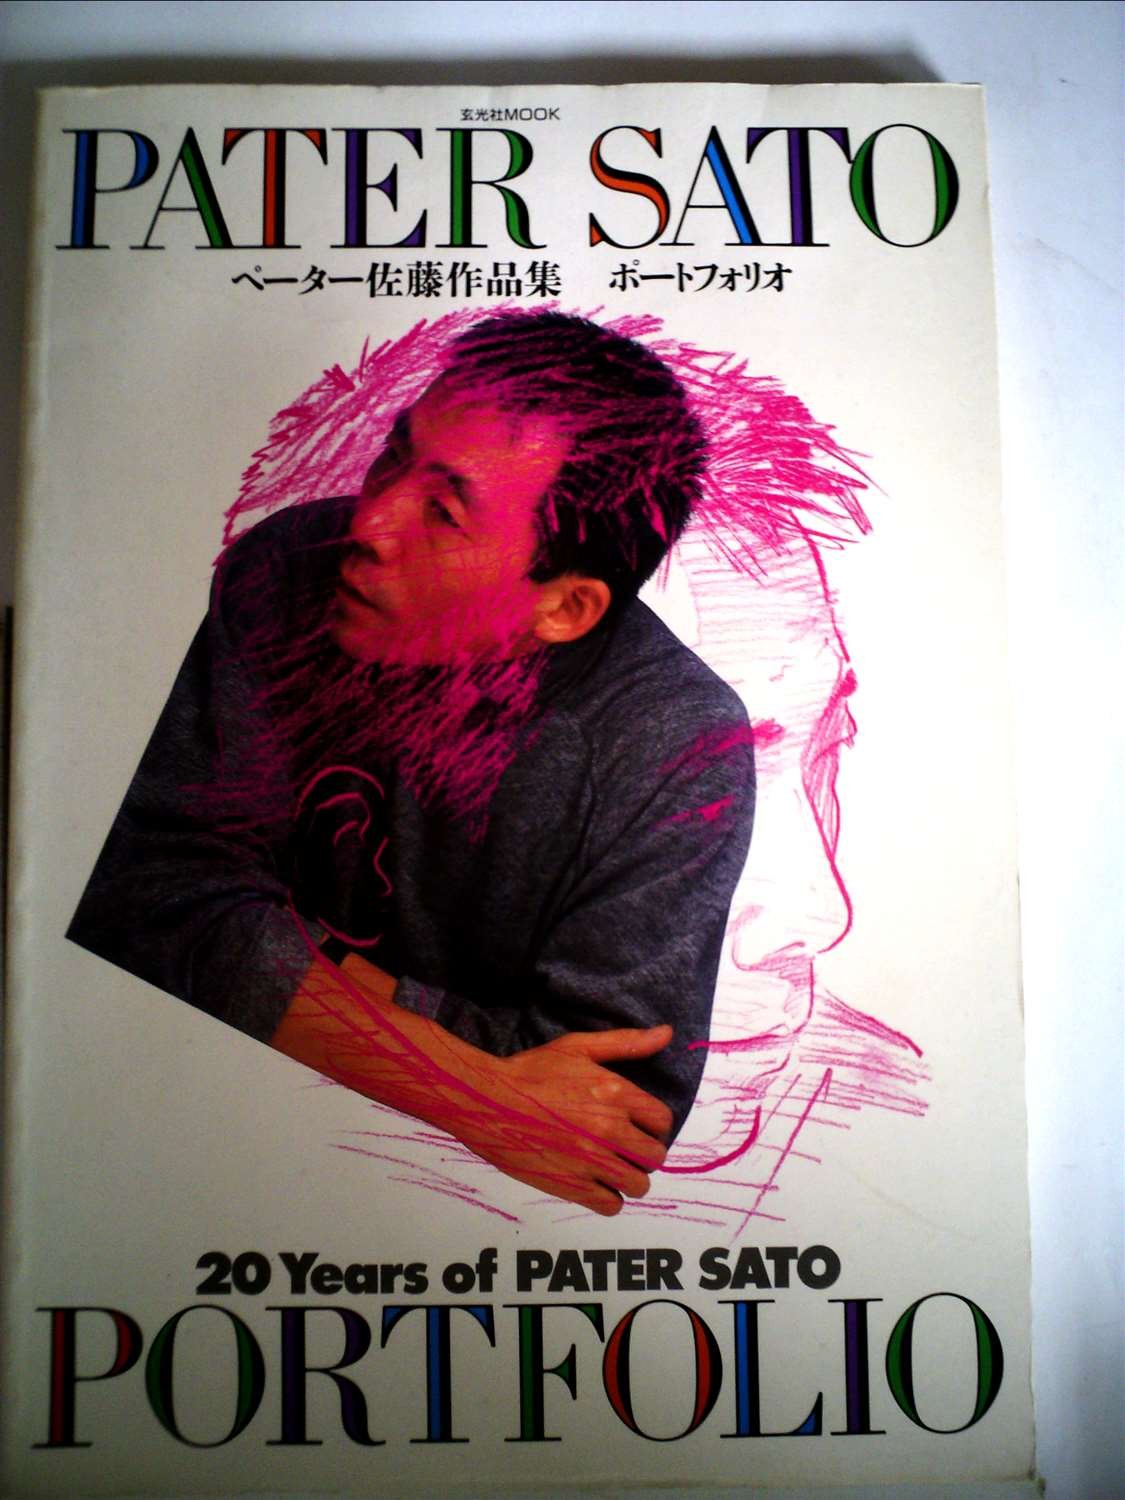 玄光社MOOK
PATER SATO
ペーター佐藤作品集 ポートフォリオ
20 Years of PATER SATO
PORTFOLIO